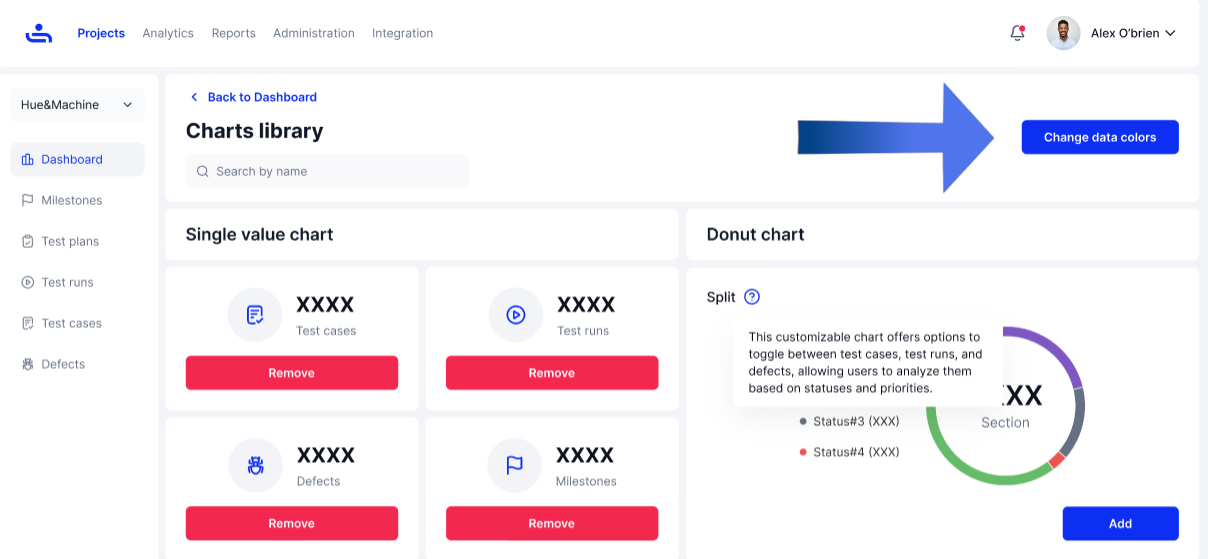 Projects
Analytics
Reports
Administration
Integration
Alex O'brien
Hue&Machine
Dashboard
Milestones
Test plans
Test runs
Test cases
Defects
Back to Dashboard
Charts library
Search by name
Change data colors
Single value chart
XXXX
Test cases
Remove
XXXX
Test runs
Remove
XXXX
Defects
Remove
XXXX
Milestones
Remove
Donut chart
Split
?
This customizable chart offers options to
toggle between test cases, test runs, and
defects, allowing users to analyze them
based on statuses and priorities.
Status#3 (XXX)
Status#4 (XXX)
XX
Section
Add